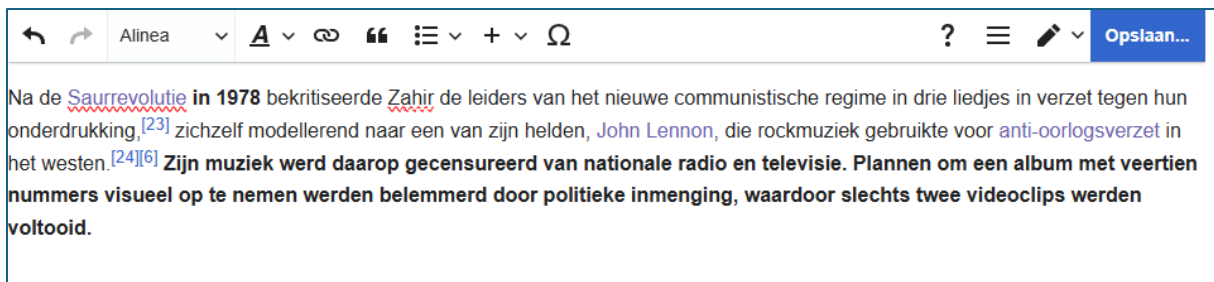 Alinea A Ω ? Opslaan...
Na de Saurrevolutie in 1978 bekritiseerde Zahir de leiders van het nieuwe communistische regime in drie liedjes in verzet tegen hun
onderdrukking,[23] zichzelf modellerend naar een van zijn helden, John Lennon, die rockmuziek gebruikte voor anti-oorlogsverzet in
het westen.[24][6] Zijn muziek werd daarop gecensureerd van nationale radio en televisie. Plannen om een album met veertien
nummers visueel op te nemen werden belemmerd door politieke inmenging, waardoor slechts twee videoclips werden
voltooid.